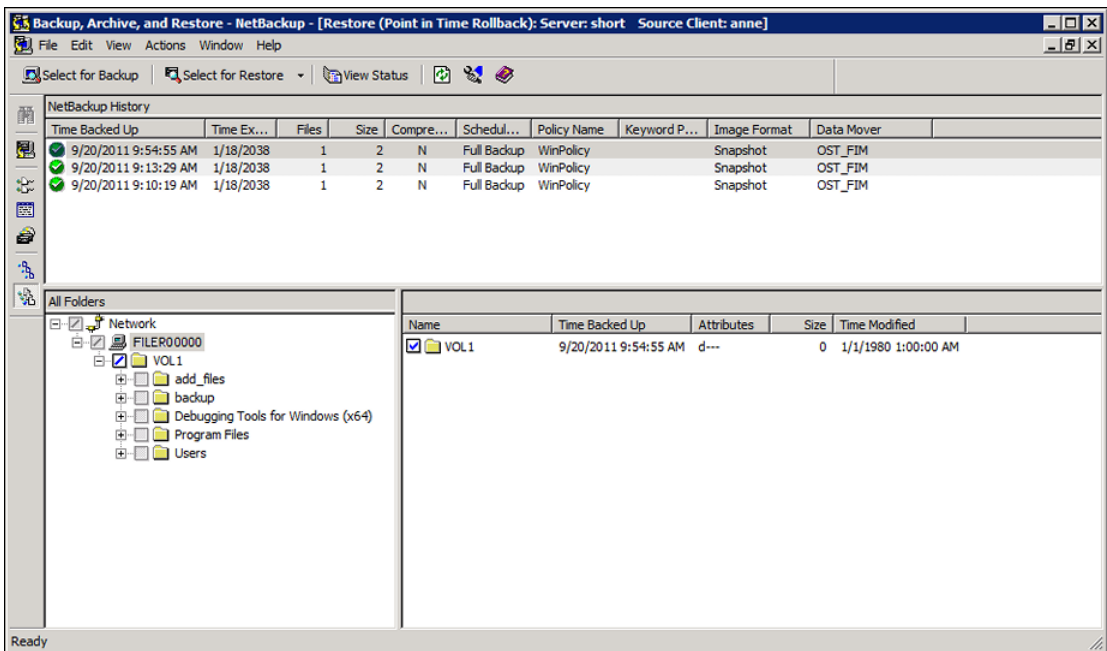 Backup, Archive, and Restore - NetBackup - [Restore (Point in Time Rollback): Server: short Source Client: anne]
File Edit View Actions Window Help
Select for Backup Select for Restore View Status
NetBackup History
Time Backed Up Time Ex... Files Size Compre... Schedul... Policy Name Keyword P... Image Format Data Mover
9/20/2011 9:54:55 AM 1/18/2038 1 2 N Full Backup WinPolicy Snapshot OST_FIM
9/20/2011 9:13:29 AM 1/18/2038 1 2 N Full Backup WinPolicy Snapshot OST_FIM
9/20/2011 9:10:19 AM 1/18/2038 1 2 N Full Backup WinPolicy Snapshot OST_FIM
All Folders
Network
FILER00000
VOL1
add_files
backup
Debugging Tools for Windows (x64)
Program Files
Users
Name Time Backed Up Attributes Size Time Modified
VOL1 9/20/2011 9:54:55 AM d--- 0 1/1/1980 1:00:00 AM
Ready